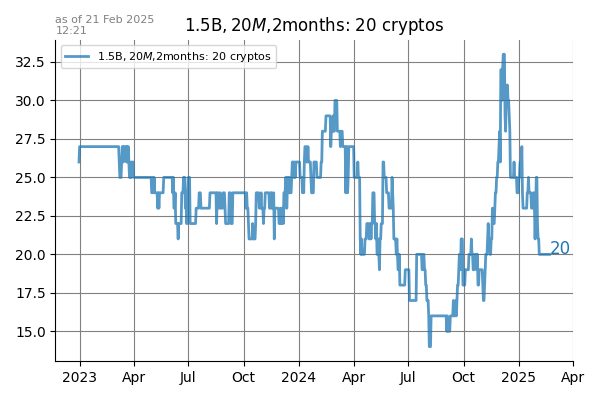 as of 21 Feb 2025
12:21
1.5B,20M,2months: 20 cryptos
1.5B,20M,2months: 20 cryptos
32.5
30.0
27.5
25.0
22.5
20.0
17.5
15.0
20
2023 Apr Jul Oct 2024 Apr Jul Oct 2025 Apr